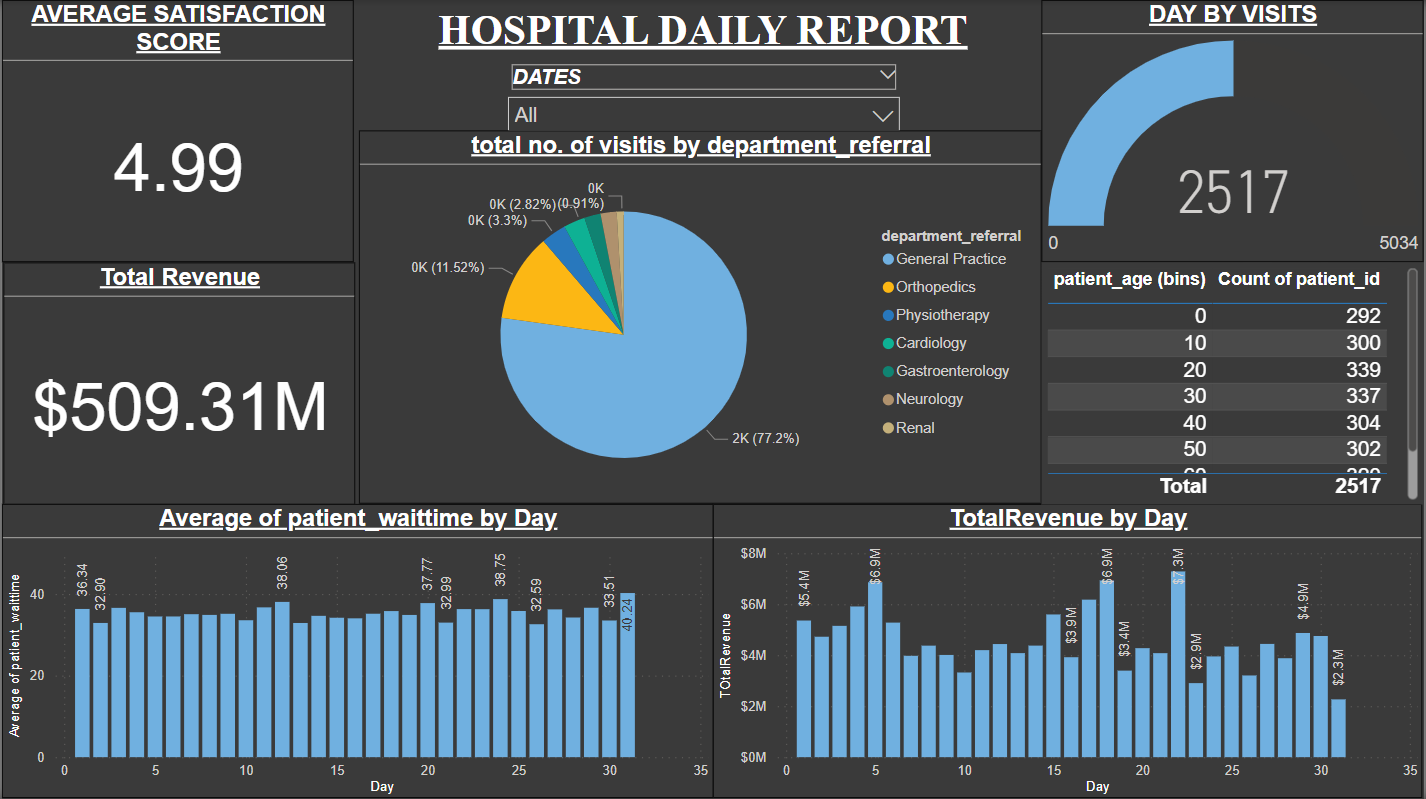 AVERAGE SATISFACTION
SCORE
4.99
Total Revenue
$509.31M
HOSPITAL DAILY REPORT
DATES
All
total no. of visitis by department_referral
0K
0K (2.82%)
(0.91%)
0K (3.3%)
0K (11.52%)
2K (77.2%)
department_referral
General Practice
Orthopedics
Physiotherapy
Cardiology
Gastroenterology
Neurology
Renal
DAY BY VISITS
2517
0
5034
patient_age (bins) Count of patient_id
0 292
10 300
20 339
30 337
40 304
50 302
Total 2517
Average of patient_waittime by Day
Average of patient_waittime
40
20
0
36.34
32.90
38.06
37.77
32.99
38.75
32.59
33.51
40.24
0 5 10 15 20 25 30 35
Day
TotalRevenue by Day
TOtalRevenue
$8M
$6M
$4M
$2M
$0M
$5.4M
$6.9M
$3.9M
$6.9M
$3.4M
$7.3M
$2.9M
$4.9M
$2.3M
0 5 10 15 20 25 30 35
Day